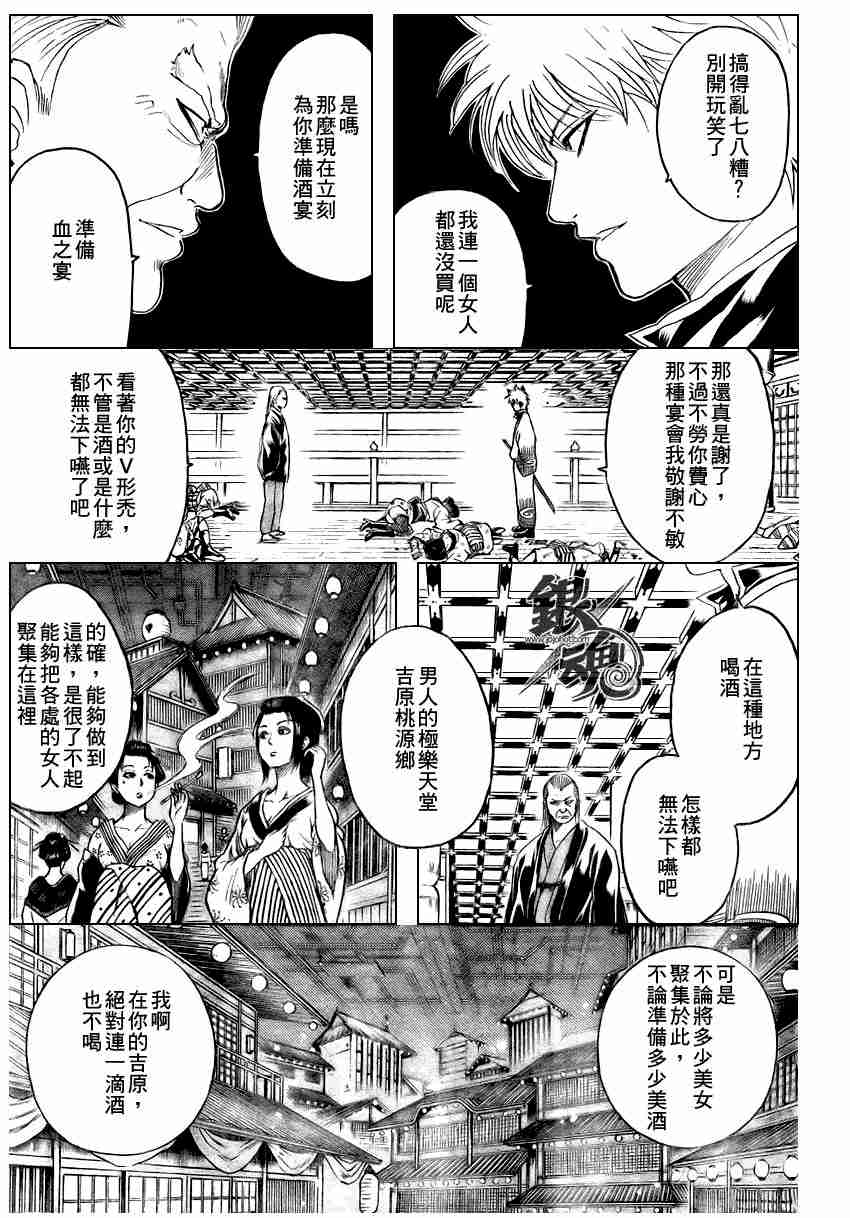 搞得亂七八糟?
別開玩笑了
我連一個女人
都還沒買呢
是嗎
那麼現在立刻
為你準備酒宴
準備
血之宴
那還真是謝了,
不過不勞你費心
那種宴會我敬謝不敏
看著你的V形禿,
不管是酒或是什麼
都無法下嚥了吧
銀魂
www.jojohot.com
在這種地方
喝酒
怎樣都
無法下嚥吧
男人的極樂天堂
吉原桃源鄉
的確,能夠做到
這樣,是很了不起
能夠把各處的女人
聚集在這裡
可是
不論將多少美女
聚集於此,
不論準備多少美酒
我啊
在你的吉原,
絕對連一滴酒
也不喝